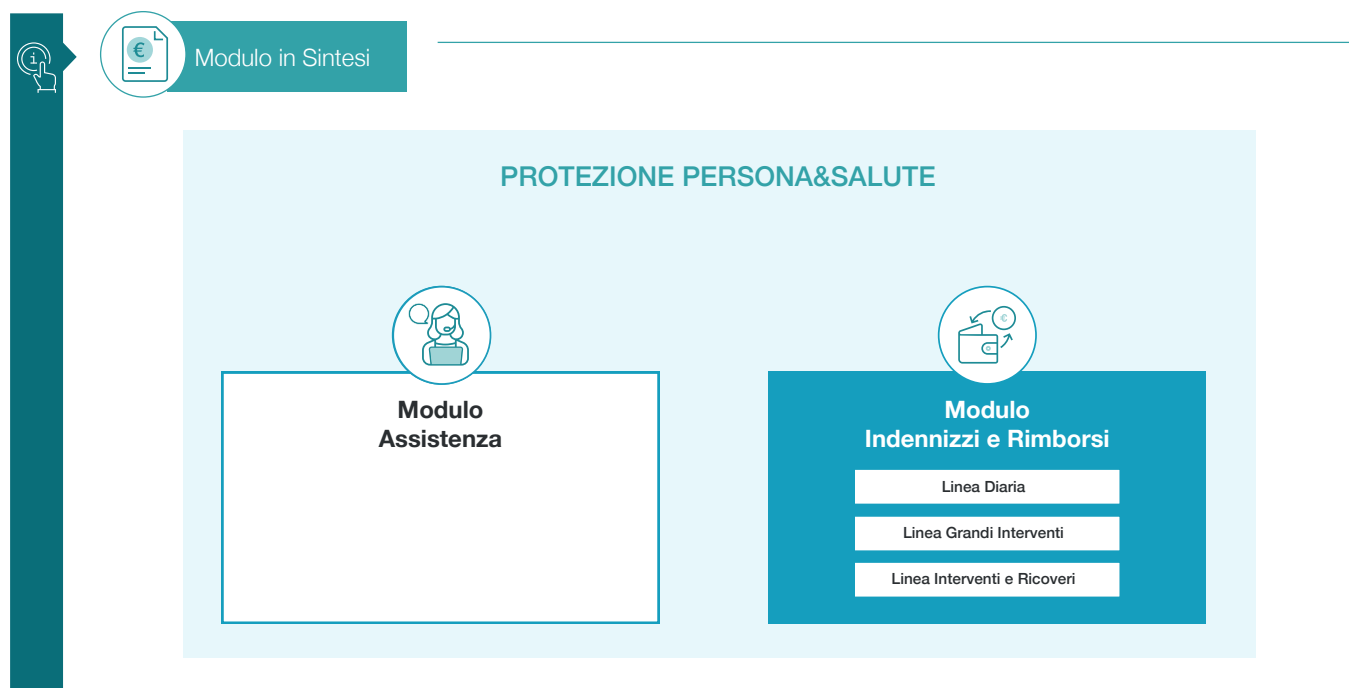 Modulo in Sintesi
PROTEZIONE PERSONA&SALUTE
Modulo
Assistenza
Modulo
Indennizzi e Rimborsi
Linea Diaria
Linea Grandi Interventi
Linea Interventi e Ricoveri